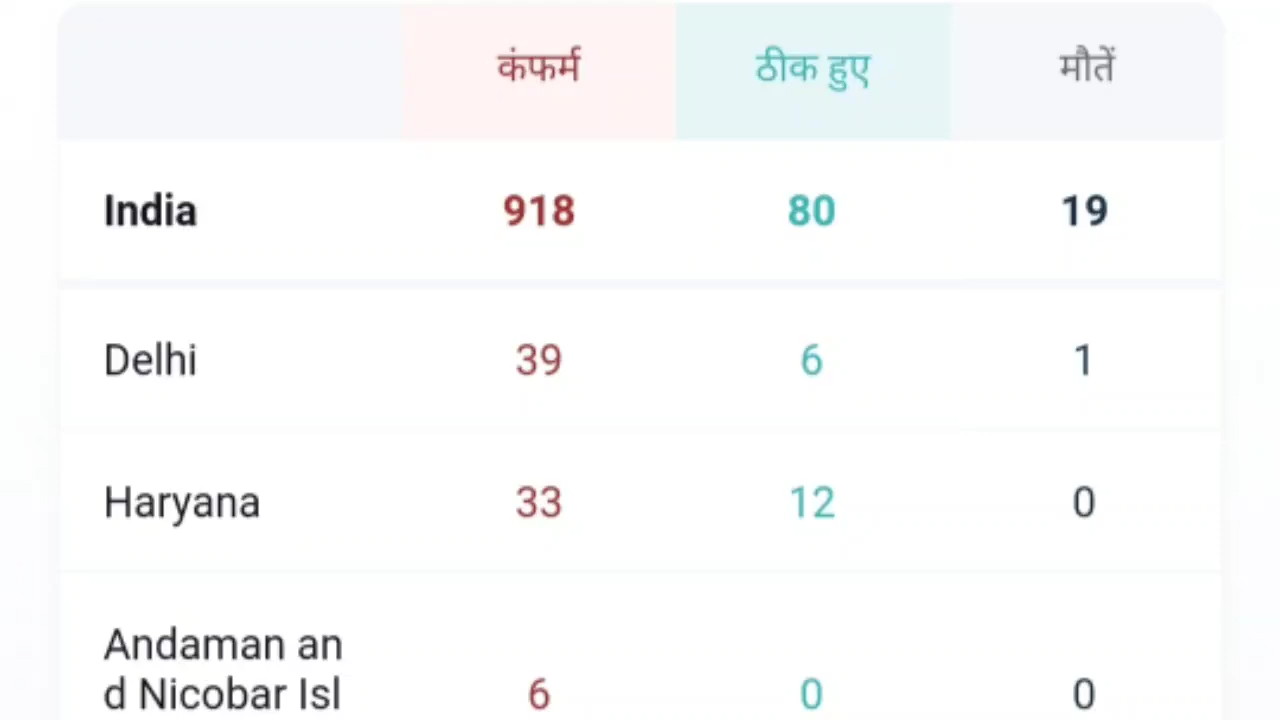 कंफर्म ठीक हुए मौतें
India 918 80 19
Delhi 39 6 1
Haryana 33 12 0
Andaman an
d Nicobar Isl 6 0 0